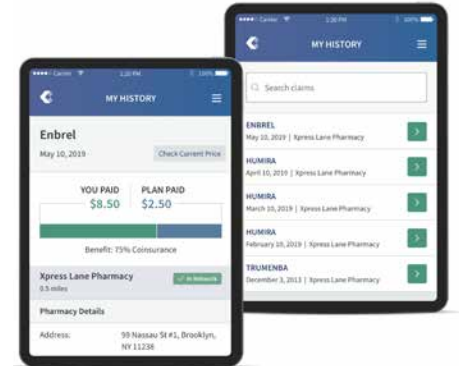 Carrier
1:20 PM
100%
MY HISTORY
Enbrel
May 10, 2019
Check Current Price
YOU PAID
$8.50
PLAN PAID
$2.50
Benefit: 75% Coinsurance
Xpress Lane Pharmacy
In Network
0.5 miles
Pharmacy Details
Address:
99 Nassau St #1, Brooklyn,
NY 11238
Carrier
1:20 PM
100%
MY HISTORY
Search claims
ENBREL
May 10, 2019 | Xpress Lane Pharmacy
HUMIRA
April 10, 2019 | Xpress Lane Pharmacy
HUMIRA
March 10, 2019 | Xpress Lane Pharmacy
HUMIRA
February 10, 2019 | Xpress Lane Pharmacy
TRUMENBA
December 3, 2013 | Xpress Lane Pharmacy